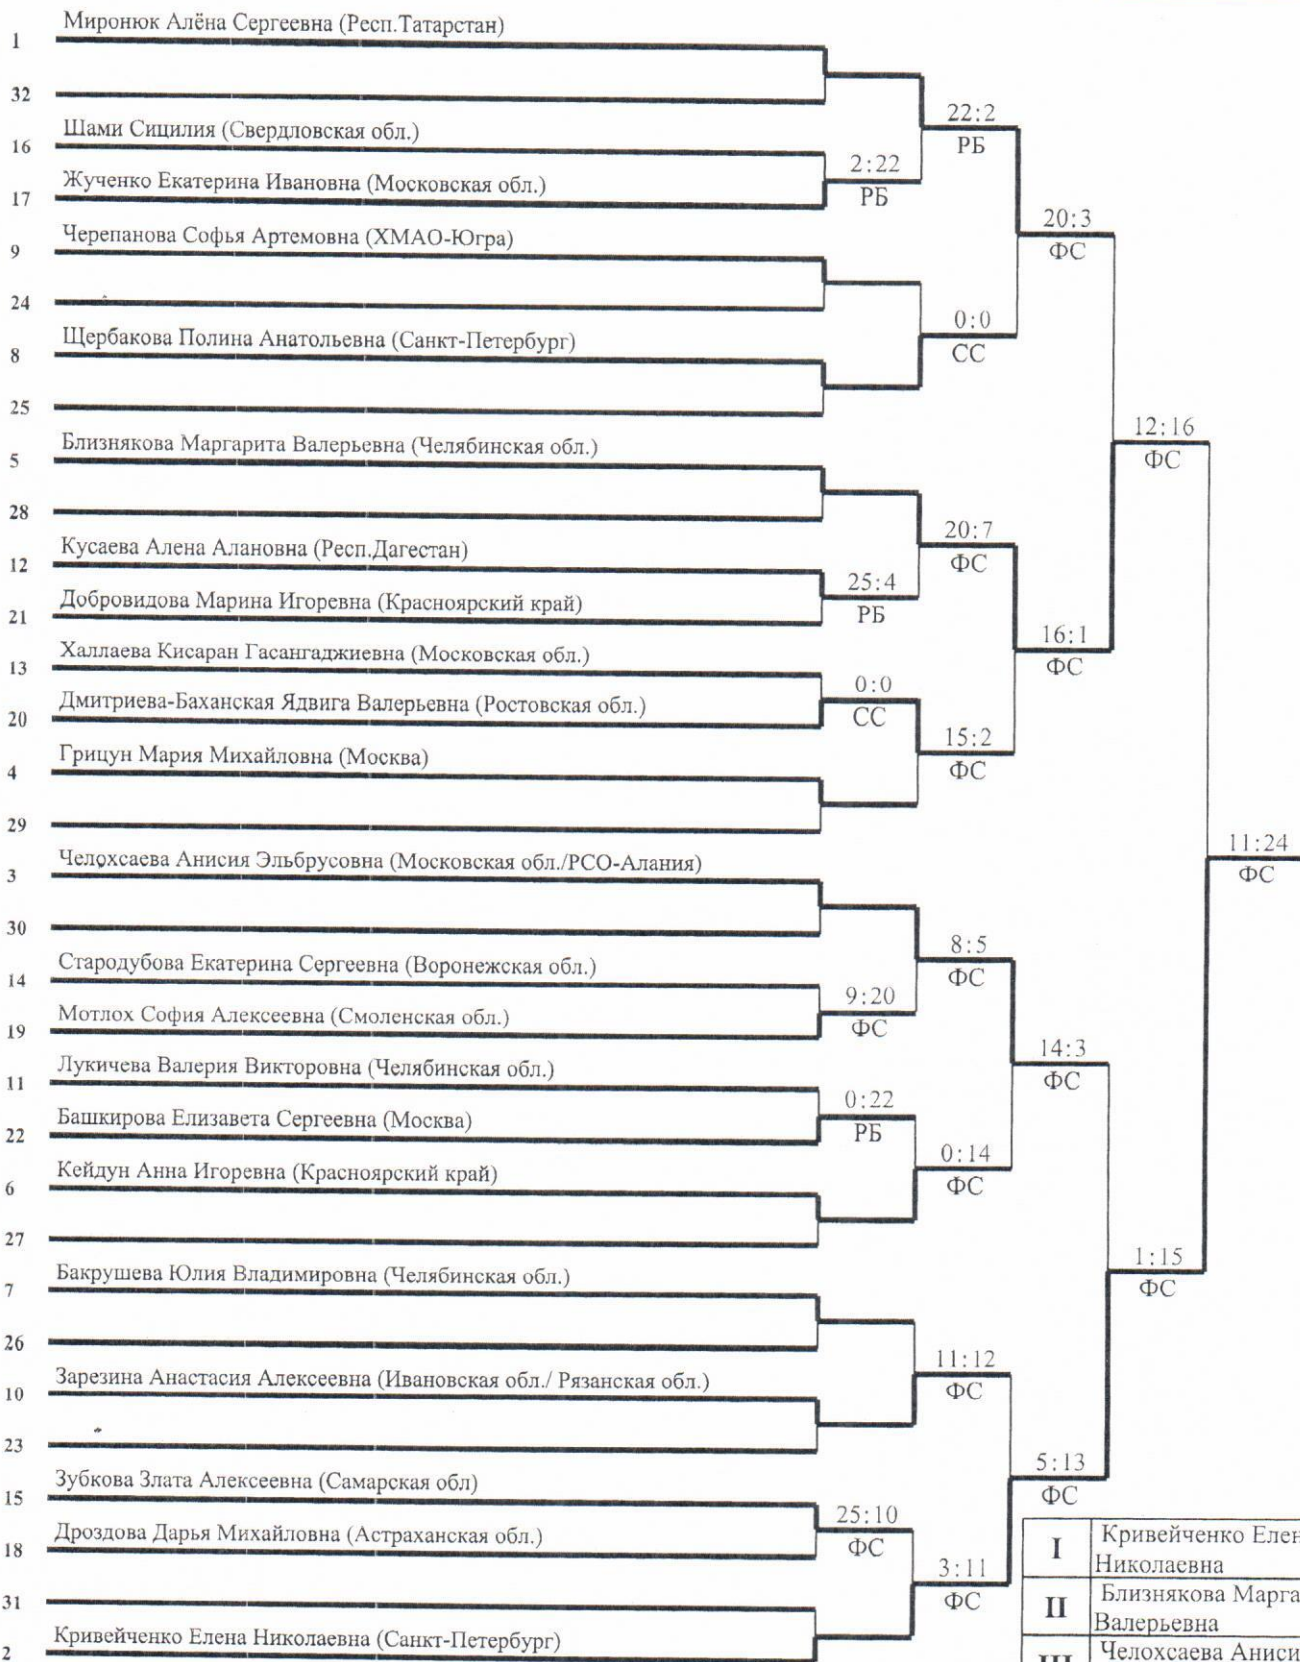 Миронюк Алёна Сергеевна (Респ.Татарстан)
1
32
22:2
РБ
Шами Сицилия (Свердловская обл.)
16
2:22
РБ
Жученко Екатерина Ивановна (Московская обл.)
17
20:3
ФС
Черепанова Софья Артемовна (ХМАО-Югра)
9
24
0:0
СС
Щербакова Полина Анатольевна (Санкт-Петербург)
8
25
12:16
ФС
Близнякова Маргарита Валерьевна (Челябинская обл.)
5
28
20:7
ФС
Кусаева Алена Алановна (Респ.Дагестан)
12
25:4
РБ
Добровидова Марина Игоревна (Красноярский край)
21
16:1
ФС
Халлаева Кисаран Гасангаджиевна (Московская обл.)
13
0:0
СС
Дмитриева-Баханская Ядвига Валерьевна (Ростовская обл.)
20
15:2
ФС
Грицун Мария Михайловна (Москва)
4
29
11:24
ФС
Челохсаева Анисия Эльбрусовна (Московская обл./РСО-Алания)
3
30
8:5
ФС
Стародубова Екатерина Сергеевна (Воронежская обл.)
14
9:20
ФС
Мотлох София Алексеевна (Смоленская обл.)
19
14:3
ФС
Лукичева Валерия Викторовна (Челябинская обл.)
11
0:22
РБ
Башкирова Елизавета Сергеевна (Москва)
22
0:14
ФС
Кейдун Анна Игоревна (Красноярский край)
6
27
1:15
ФС
Бакрушева Юлия Владимировна (Челябинская обл.)
7
26
11:12
ФС
Зарезина Анастасия Алексеевна (Ивановская обл./ Рязанская обл.)
10
23
5:13
ФС
Зубкова Злата Алексеевна (Самарская обл)
15
25:10
ФС
Дроздова Дарья Михайловна (Астраханская обл.)
18
3:11
ФС
31
Кривейченко Елена Николаевна (Санкт-Петербург)
2
I
Кривейченко Елен
Николаевна
II
Близнякова Марга
Валерьевна
III
Челохсаева Аниси